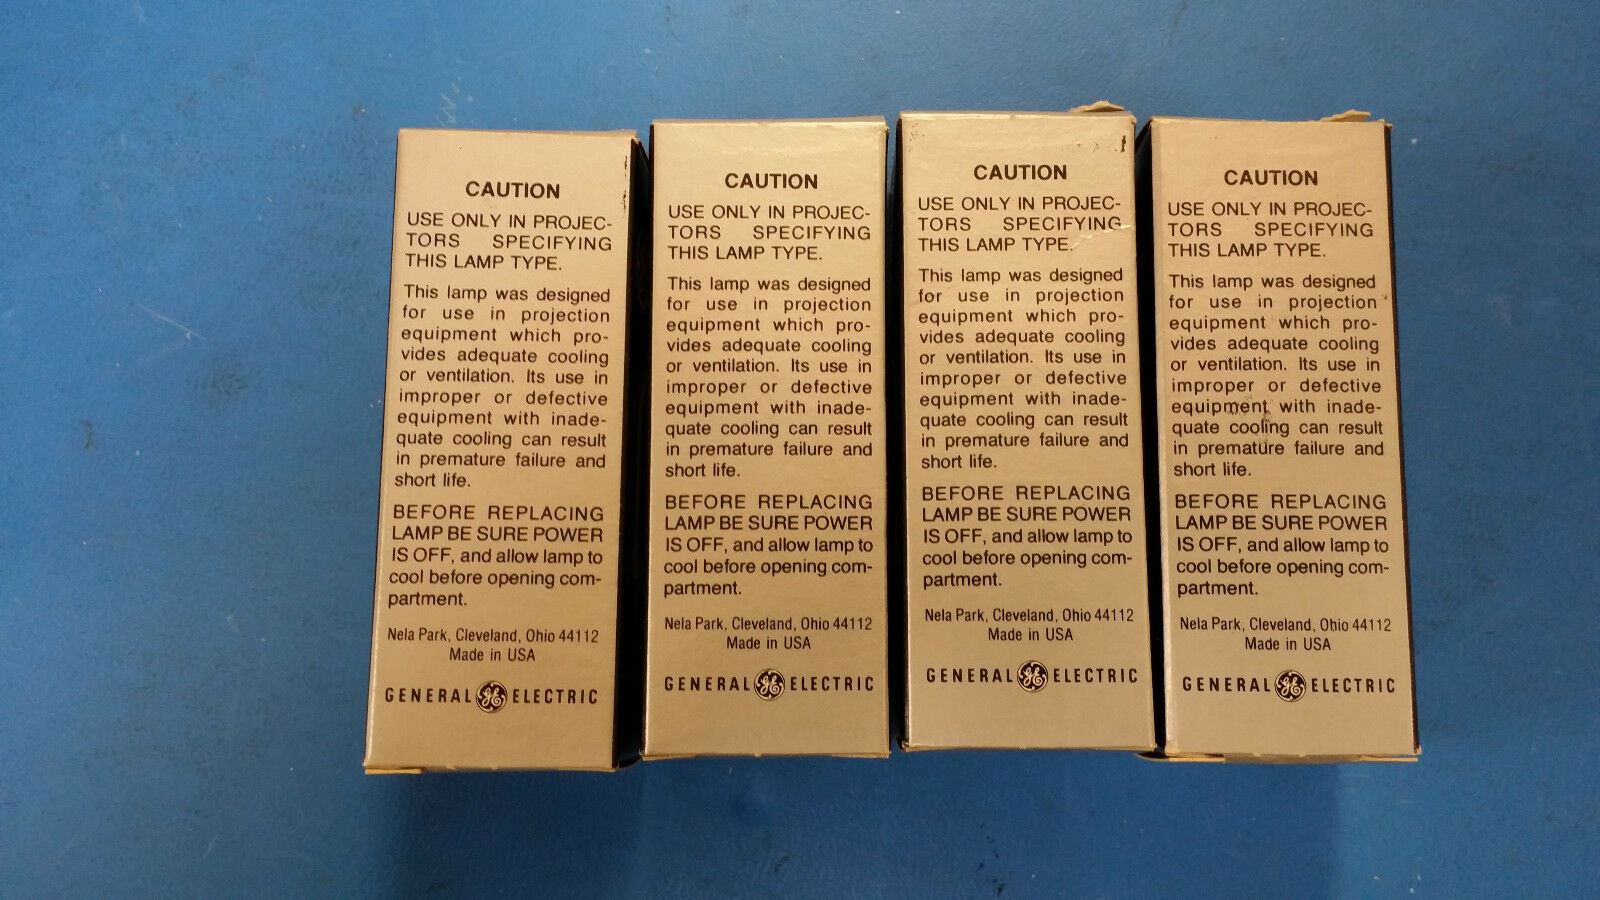 CAUTION
USE ONLY IN PROJEC-
TORS SPECIFYING
THIS LAMP TYPE.
This lamp was designed
for use in projection
equipment which pro-
vides adequate cooling
or ventilation. Its use in
improper or defective
equipment with inade-
quate cooling can result
in premature failure and
short life.
BEFORE REPLACING
LAMP BE SURE POWER
IS OFF, and allow lamp to
cool before opening com-
partment.
Nela Park, Cleveland, Ohio 44112
Made in USA
GENERAL GE ELECTRIC
CAUTION
USE ONLY IN PROJEC-
TORS SPECIFYING
THIS LAMP TYPE.
This lamp was designed
for use in projection
equipment which pro-
vides adequate cooling
or ventilation. Its use in
improper or defective
equipment with inade-
quate cooling can result
in premature failure and
short life.
BEFORE REPLACING
LAMP BE SURE POWER
IS OFF, and allow lamp to
cool before opening com-
partment.
Nela Park, Cleveland, Ohio 44112
Made in USA
GENERAL GE ELECTRIC
CAUTION
USE ONLY IN PROJEC-
TORS SPECIFYING
THIS LAMP TYPE.
This lamp was designed
for use in projection
equipment which pro-
vides adequate cooling
or ventilation. Its use in
improper or defective
equipment with inade-
quate cooling can result
in premature failure and
short life.
BEFORE REPLACING
LAMP BE SURE POWER
IS OFF, and allow lamp to
cool before opening com-
partment.
Nela Park, Cleveland, Ohio 44112
Made in USA
GENERAL GE ELECTRIC
CAUTION
USE ONLY IN PROJEC-
TORS SPECIFYING
THIS LAMP TYPE.
This lamp was designed
for use in projection
equipment which pro-
vides adequate cooling
or ventilation. Its use in
improper or defective
equipment with inade-
quate cooling can result
in premature failure and
short life.
BEFORE REPLACING
LAMP BE SURE POWER
IS OFF, and allow lamp to
cool before opening com-
partment.
Nela Park, Cleveland, Ohio 44112
Made in USA
GENERAL GE ELECTRIC